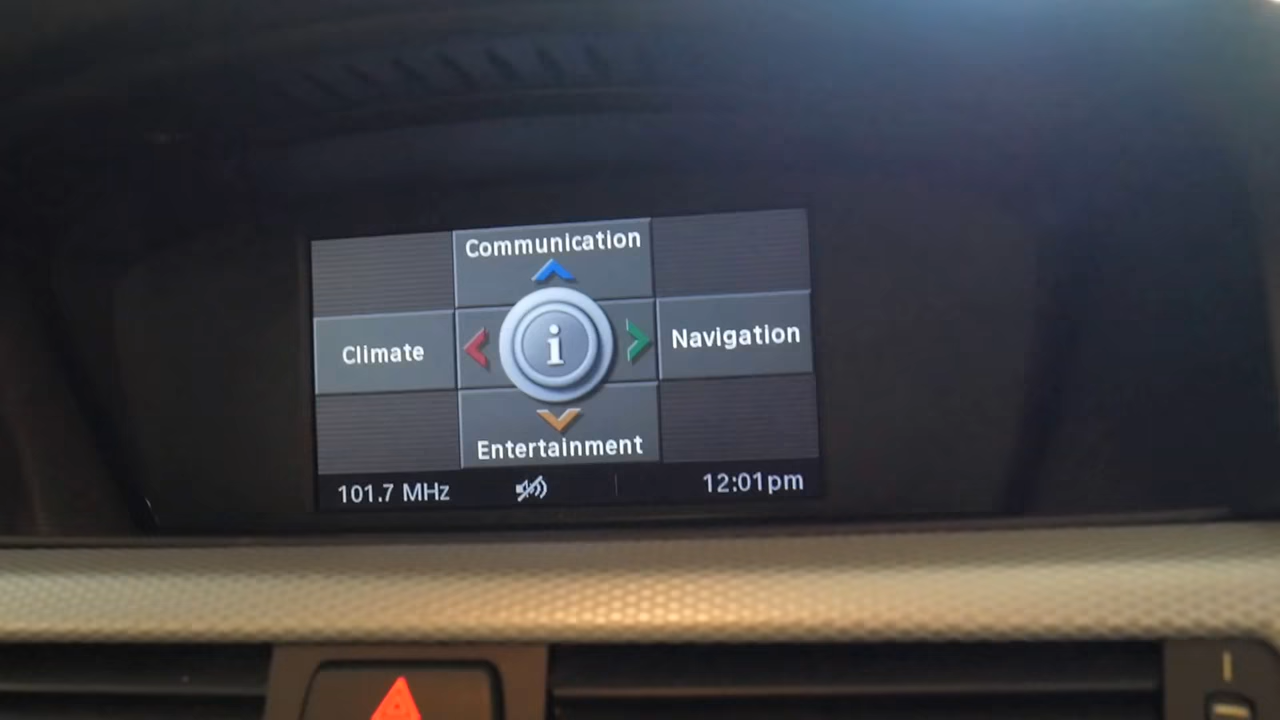 Communication
Climate
i
Navigation
Entertainment
101.7 MHz
12:01pm